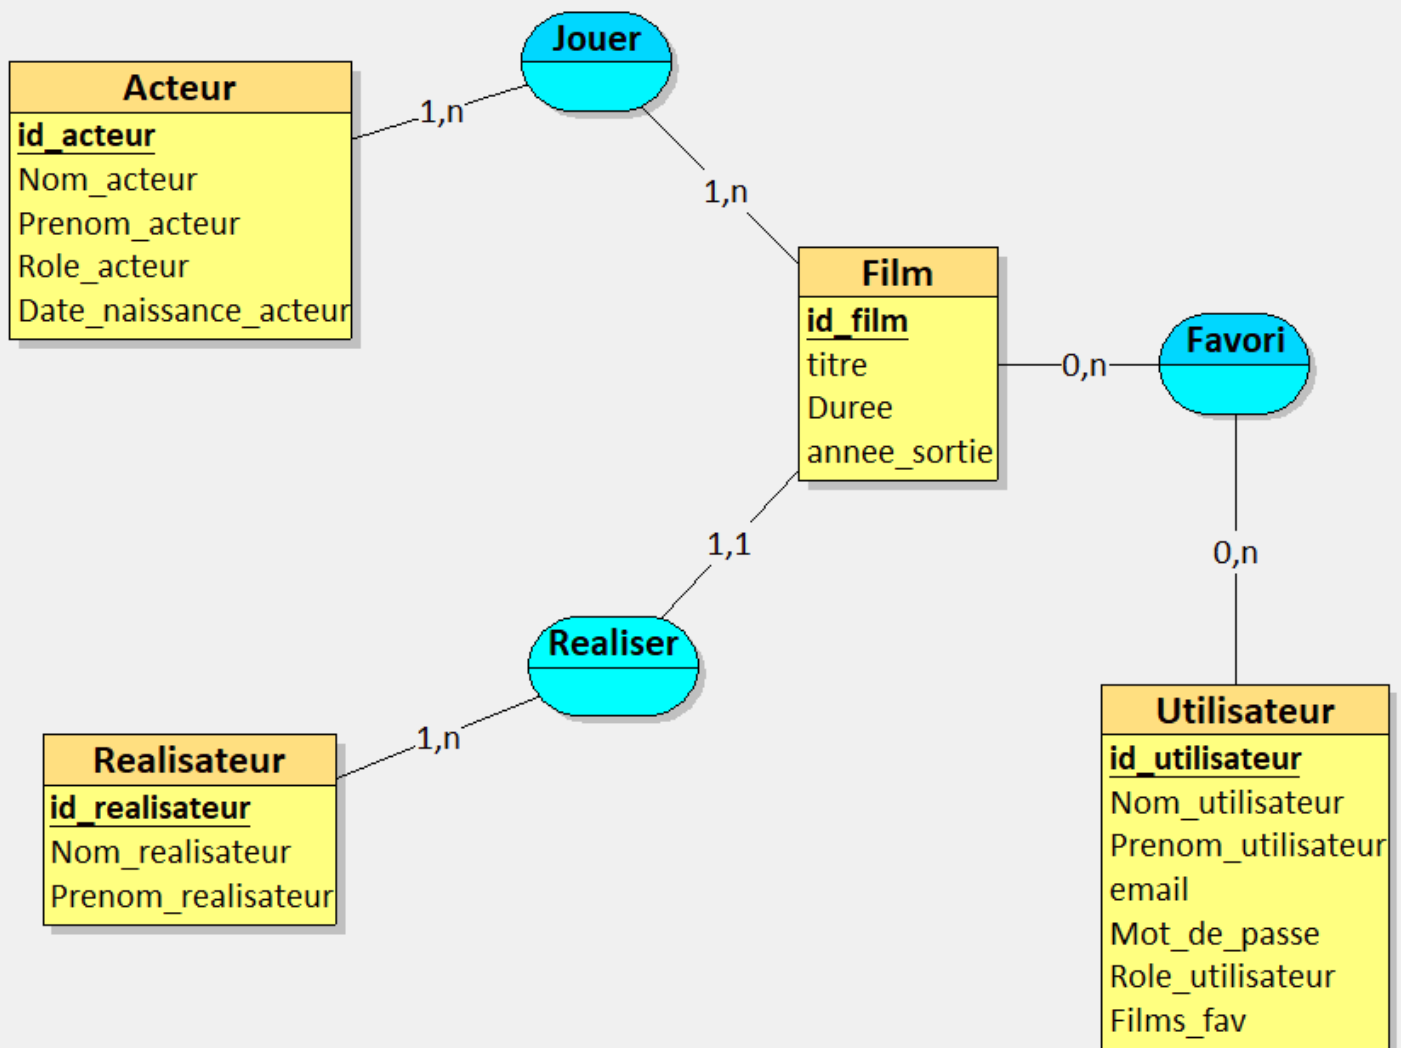 Jouer
Acteur
id_acteur
Nom_acteur
Prenom_acteur
Role_acteur
Date_naissance_acteur
1,n
1,n
Film
id_film
titre
Duree
annee_sortie
0,n
Favori
0,n
1,1
Realiser
1,n
Realisateur
id_realisateur
Nom_realisateur
Prenom_realisateur
Utilisateur
id_utilisateur
Nom_utilisateur
Prenom_utilisateur
email
Mot_de_passe
Role_utilisateur
Films_fav